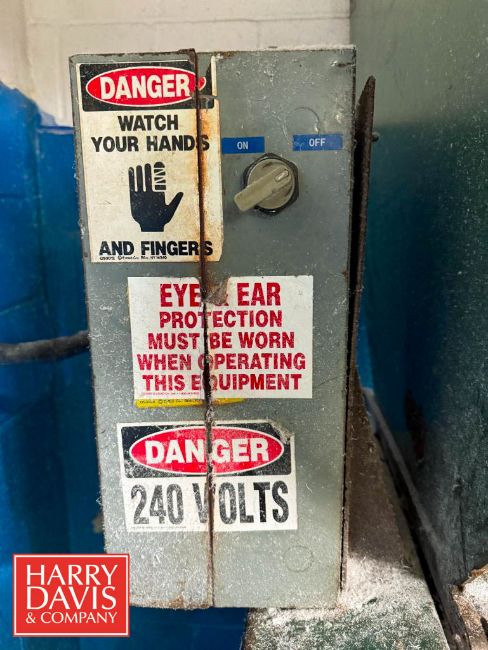 DANGER
WATCH
YOUR HANDS
AND FINGERS
ON
OFF
EYE & EAR
PROTECTION
MUST BE WORN
WHEN OPERATING
THIS EQUIPMENT
DANGER
240 VOLTS
HARRY
DAVIS
& COMPANY